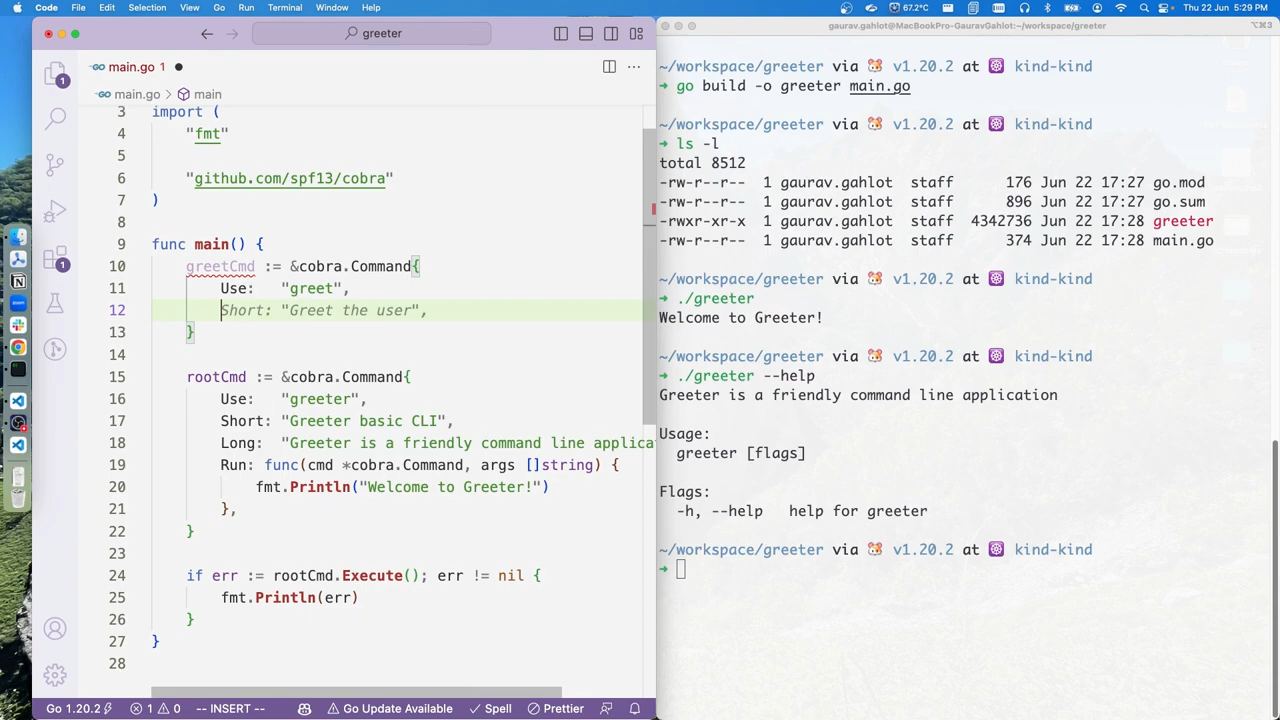 Code File Edit Selection View Go Run Terminal Window Help
Thu 22 Jun 5:29 PM
greeter
gaurav.gahlot@MacBookPro-GauravGahlot:~/workspace/greeter
⌥⌘3
main.go 1
main.go > main
3 import (
4 "fmt"
5
6 "github.com/spf13/cobra"
7 )
8
9 func main() {
10 greetCmd := &cobra.Command{
11 Use: "greet",
12 Short: "Greet the user",
13 }
14
15 rootCmd := &cobra.Command{
16 Use: "greeter",
17 Short: "Greeter basic CLI",
18 Long: "Greeter is a friendly command line applica
19 Run: func(cmd *cobra.Command, args []string) {
20 fmt.Println("Welcome to Greeter!")
21 },
22 }
23
24 if err := rootCmd.Execute(); err != nil {
25 fmt.Println(err)
26 }
27 }
28
1
1
Go 1.20.2 1 0 -- INSERT -- Go Update Available Spell Prettier
~/workspace/greeter via 🐹 v1.20.2 at ☸ kind-kind
➜ go build -o greeter main.go
~/workspace/greeter via 🐹 v1.20.2 at ☸ kind-kind
➜ ls -l
total 8512
-rw-r--r-- 1 gaurav.gahlot staff 176 Jun 22 17:27 go.mod
-rw-r--r-- 1 gaurav.gahlot staff 896 Jun 22 17:27 go.sum
-rwxr-xr-x 1 gaurav.gahlot staff 4342736 Jun 22 17:28 greeter
-rw-r--r-- 1 gaurav.gahlot staff 374 Jun 22 17:28 main.go
~/workspace/greeter via 🐹 v1.20.2 at ☸ kind-kind
➜ ./greeter
Welcome to Greeter!
~/workspace/greeter via 🐹 v1.20.2 at ☸ kind-kind
➜ ./greeter --help
Greeter is a friendly command line application
Usage:
greeter [flags]
Flags:
-h, --help help for greeter
~/workspace/greeter via 🐹 v1.20.2 at ☸ kind-kind
➜